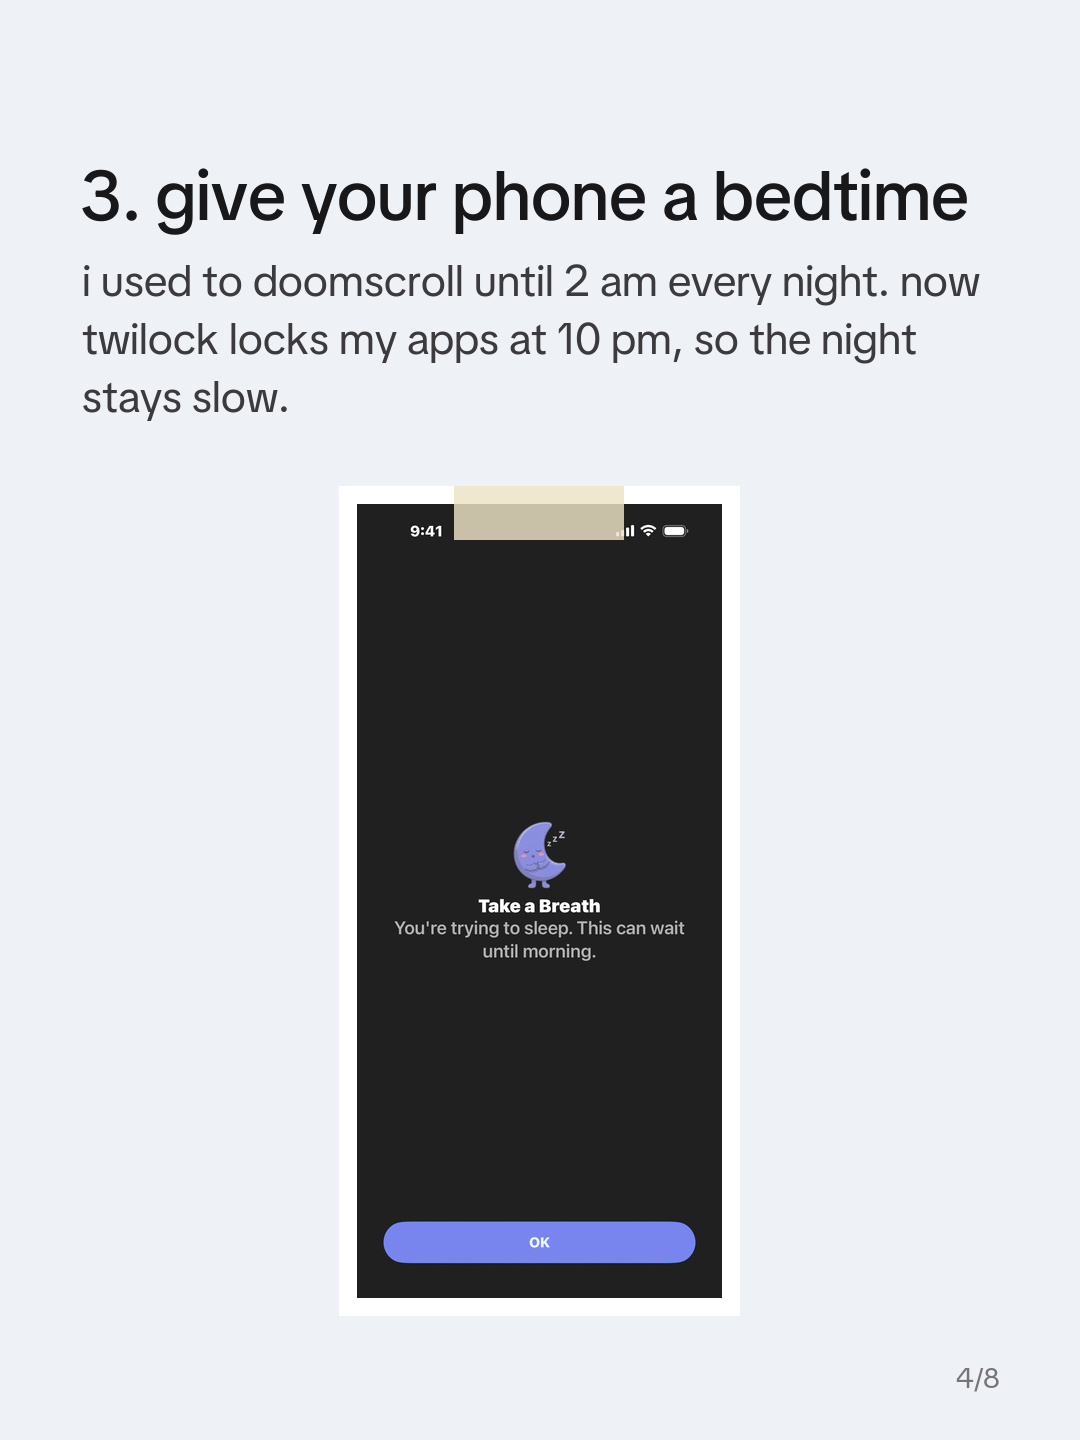 3. give your phone a bedtime
i used to doomscroll until 2 am every night. now
twilock locks my apps at 10 pm, so the night
stays slow.
9:41
z z z
Take a Breath
You're trying to sleep. This can wait
until morning.
OK
4/8